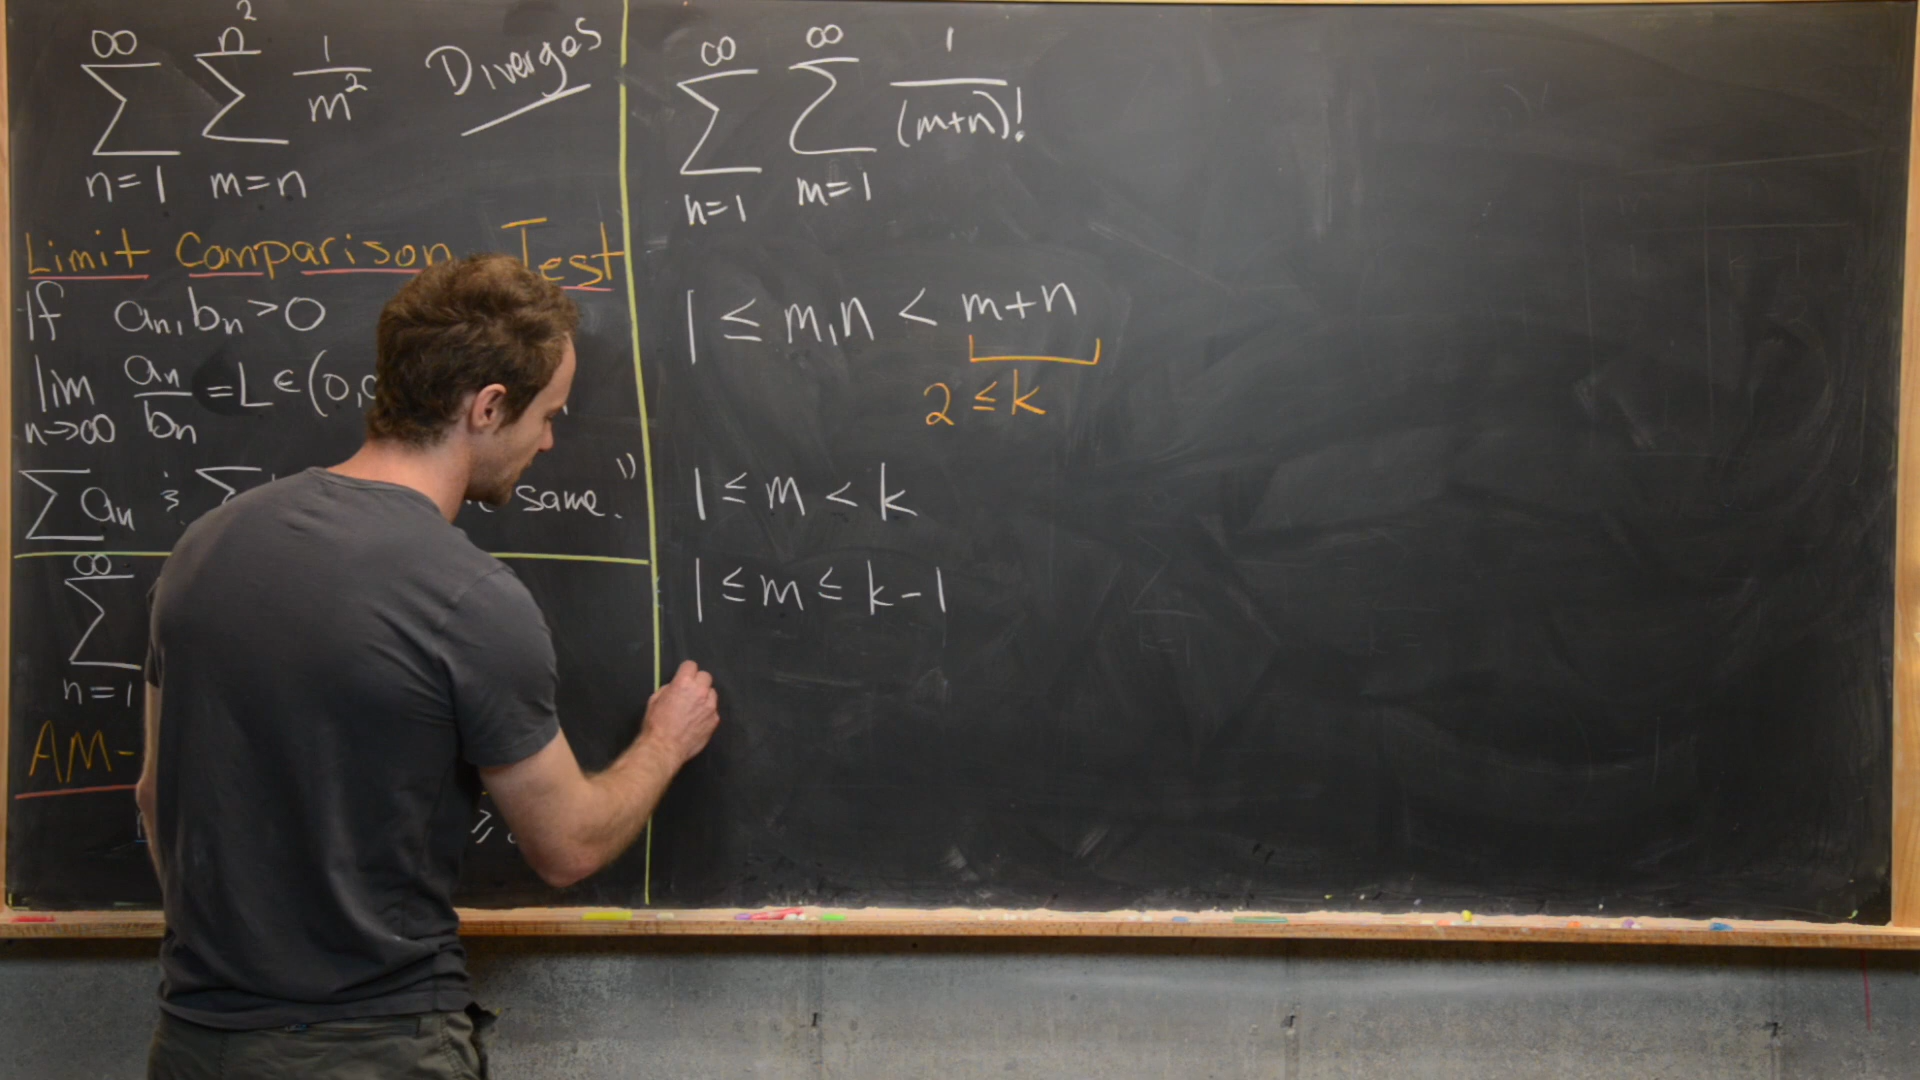 ∞ n² 1
∑ ∑ — Diverges
n=1 m=n m²
Limit Comparison Test
If aₙ, bₙ > 0
lim aₙ/bₙ = L ∈ (0,
n→∞
∑ aₙ & ∑ same."
∞
∑
n=1
AM-
≥
∞ ∞ 1
∑ ∑ —
n=1 m=1 (m+n)!
1 ≤ m,n < m+n
2 ≤ k
1 ≤ m < k
1 ≤ m ≤ k-1